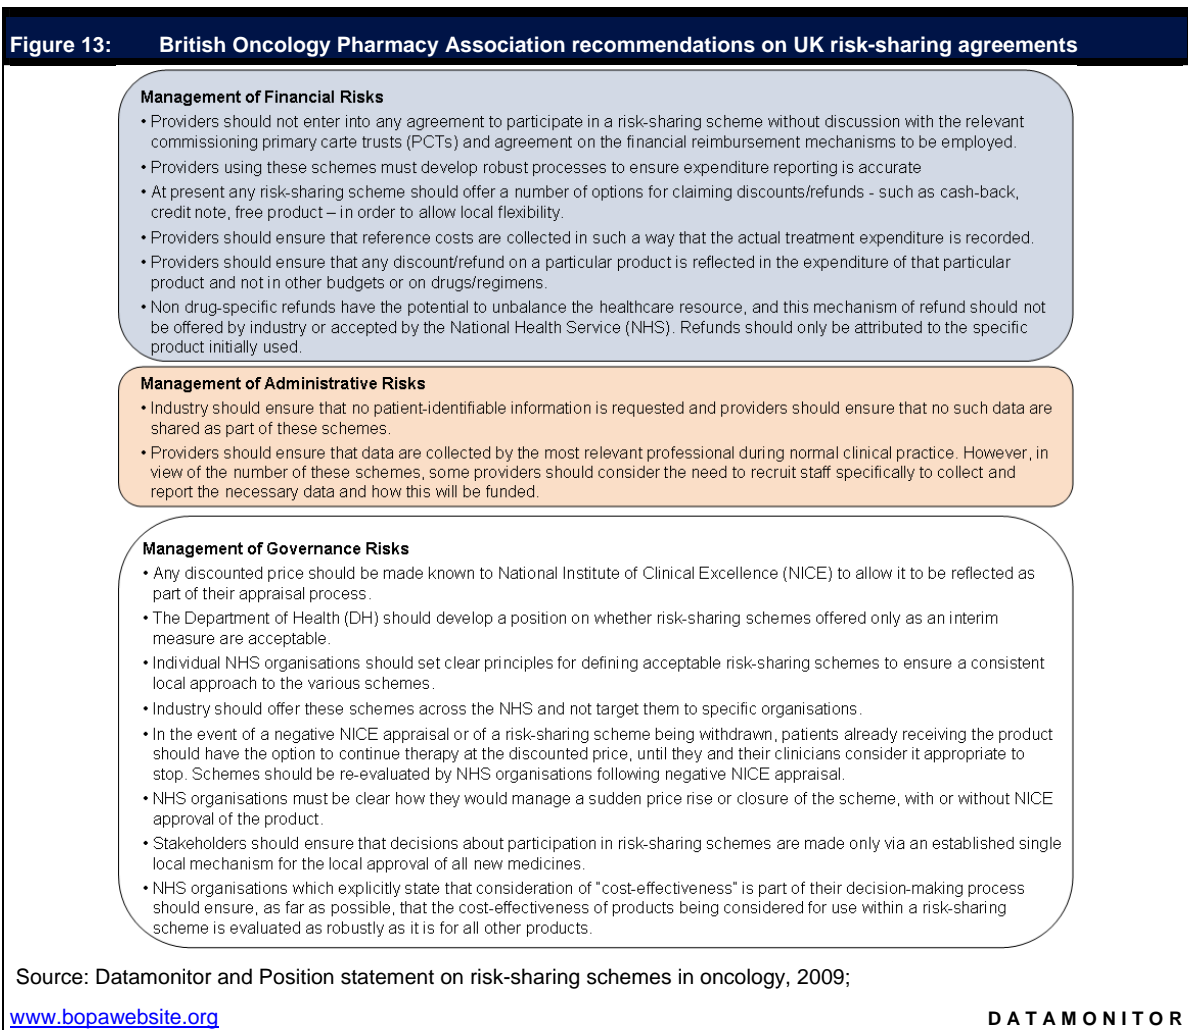 Figure 13: British Oncology Pharmacy Association recommendations on UK risk-sharing agreements
Management of Financial Risks
• Providers should not enter into any agreement to participate in a risk-sharing scheme without discussion with the relevant
commissioning primary carte trusts (PCTs) and agreement on the financial reimbursement mechanisms to be employed.
• Providers using these schemes must develop robust processes to ensure expenditure reporting is accurate
• At present any risk-sharing scheme should offer a number of options for claiming discounts/refunds - such as cash-back,
credit note, free product – in order to allow local flexibility.
• Providers should ensure that reference costs are collected in such a way that the actual treatment expenditure is recorded.
• Providers should ensure that any discount/refund on a particular product is reflected in the expenditure of that particular
product and not in other budgets or on drugs/regimens.
• Non drug-specific refunds have the potential to unbalance the healthcare resource, and this mechanism of refund should not
be offered by industry or accepted by the National Health Service (NHS). Refunds should only be attributed to the specific
product initially used.
Management of Administrative Risks
• Industry should ensure that no patient-identifiable information is requested and providers should ensure that no such data are
shared as part of these schemes.
• Providers should ensure that data are collected by the most relevant professional during normal clinical practice. However, in
view of the number of these schemes, some providers should consider the need to recruit staff specifically to collect and
report the necessary data and how this will be funded.
Management of Governance Risks
• Any discounted price should be made known to National Institute of Clinical Excellence (NICE) to allow it to be reflected as
part of their appraisal process.
• The Department of Health (DH) should develop a position on whether risk-sharing schemes offered only as an interim
measure are acceptable.
• Individual NHS organisations should set clear principles for defining acceptable risk-sharing schemes to ensure a consistent
local approach to the various schemes.
• Industry should offer these schemes across the NHS and not target them to specific organisations.
• In the event of a negative NICE appraisal or of a risk-sharing scheme being withdrawn, patients already receiving the product
should have the option to continue therapy at the discounted price, until they and their clinicians consider it appropriate to
stop. Schemes should be re-evaluated by NHS organisations following negative NICE appraisal.
• NHS organisations must be clear how they would manage a sudden price rise or closure of the scheme, with or without NICE
approval of the product.
• Stakeholders should ensure that decisions about participation in risk-sharing schemes are made only via an established single
local mechanism for the local approval of all new medicines.
• NHS organisations which explicitly state that consideration of "cost-effectiveness" is part of their decision-making process
should ensure, as far as possible, that the cost-effectiveness of products being considered for use within a risk-sharing
scheme is evaluated as robustly as it is for all other products.
Source: Datamonitor and Position statement on risk-sharing schemes in oncology, 2009;
www.bopawebsite.org
DATAMONITOR